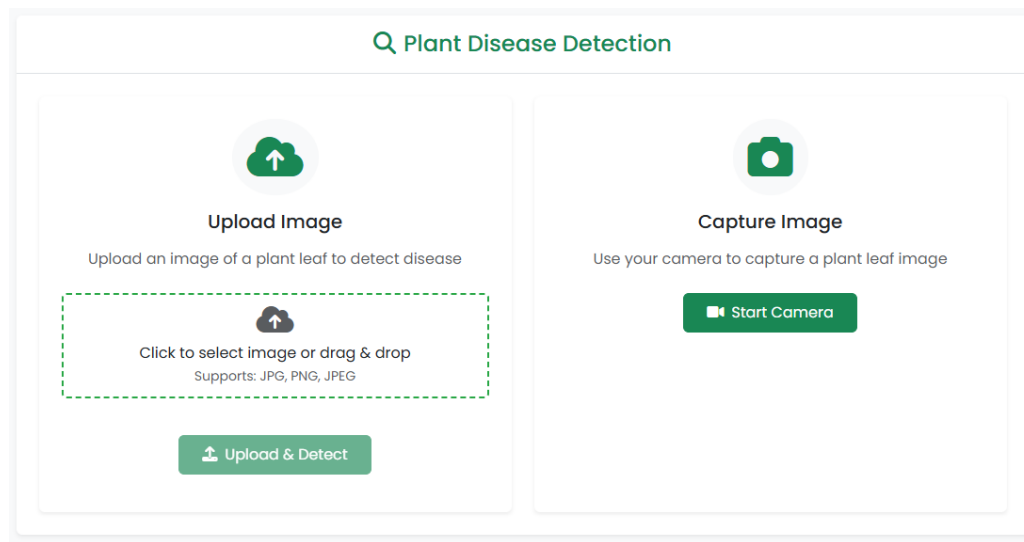 Plant Disease Detection
Upload Image
Upload an image of a plant leaf to detect disease
Click to select image or drag & drop
Supports: JPG, PNG, JPEG
Upload & Detect
Capture Image
Use your camera to capture a plant leaf image
Start Camera